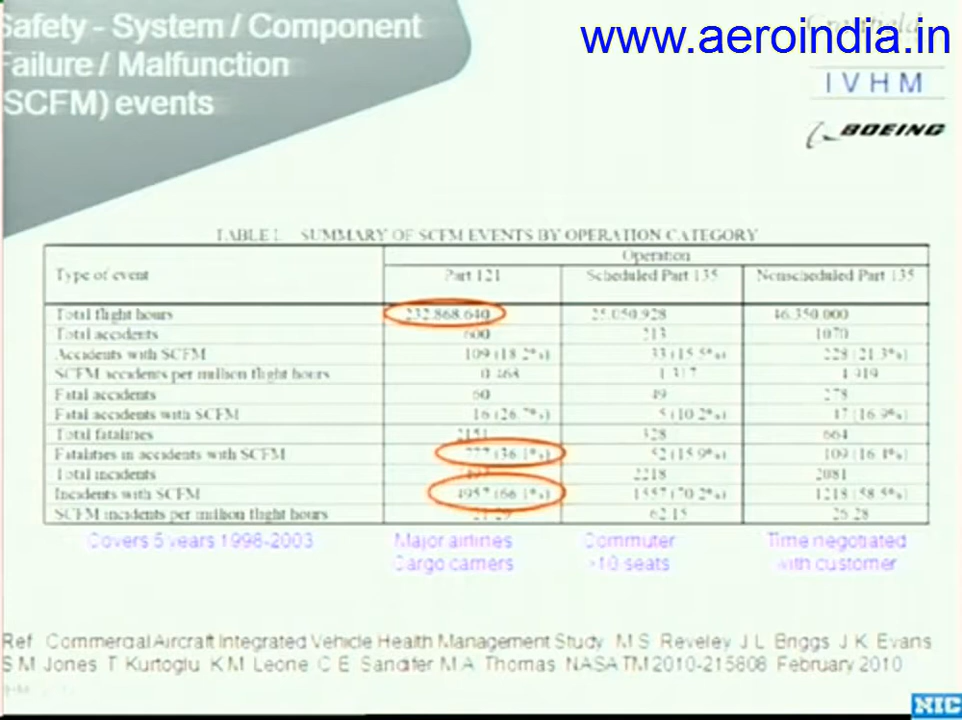 Safety - System / Component
www.aeroindia.in
Failure / Malfunction
I V H M
(SCFM) events
BOEING
TABLE I. SUMMARY OF SCFM EVENTS BY OPERATION CATEGORY
Type of event Operation
Part 121 Scheduled Part 135 Nonscheduled Part 135
Total flight hours 232.868.640 25.050.928 46.350.000
Total accidents 600 213 1070
Accidents with SCFM 109 (18.2%) 33 (15.5%) 228 (21.3%)
SCFM accidents per million flight hours 0.468 1.317 4.919
Fatal accidents 60 49 278
Fatal accidents with SCFM 16 (26.7%) 5 (10.2%) 47 (16.9%)
Total fatalities 2151 328 664
Fatalities in accidents with SCFM 777 (36.1%) 52 (15.9%) 109 (16.4%)
Total incidents 2218 2081
Incidents with SCFM 4957 (66.1%) 1557 (70.2%) 1218 (58.5%)
SCFM incidents per million flight hours 21.29 62.15 26.28
Covers 5 years 1998-2003 Major airlines Commuter Time negotiated
Cargo carriers >10 seats with customer
Ref Commercial Aircraft Integrated Vehicle Health Management Study M.S. Reveley J.L. Briggs J.K. Evans
S.M. Jones T. Kurtoglu K.M. Leone C.E. Sandifer M.A. Thomas NASA TM 2010-215808 February 2010
NIC